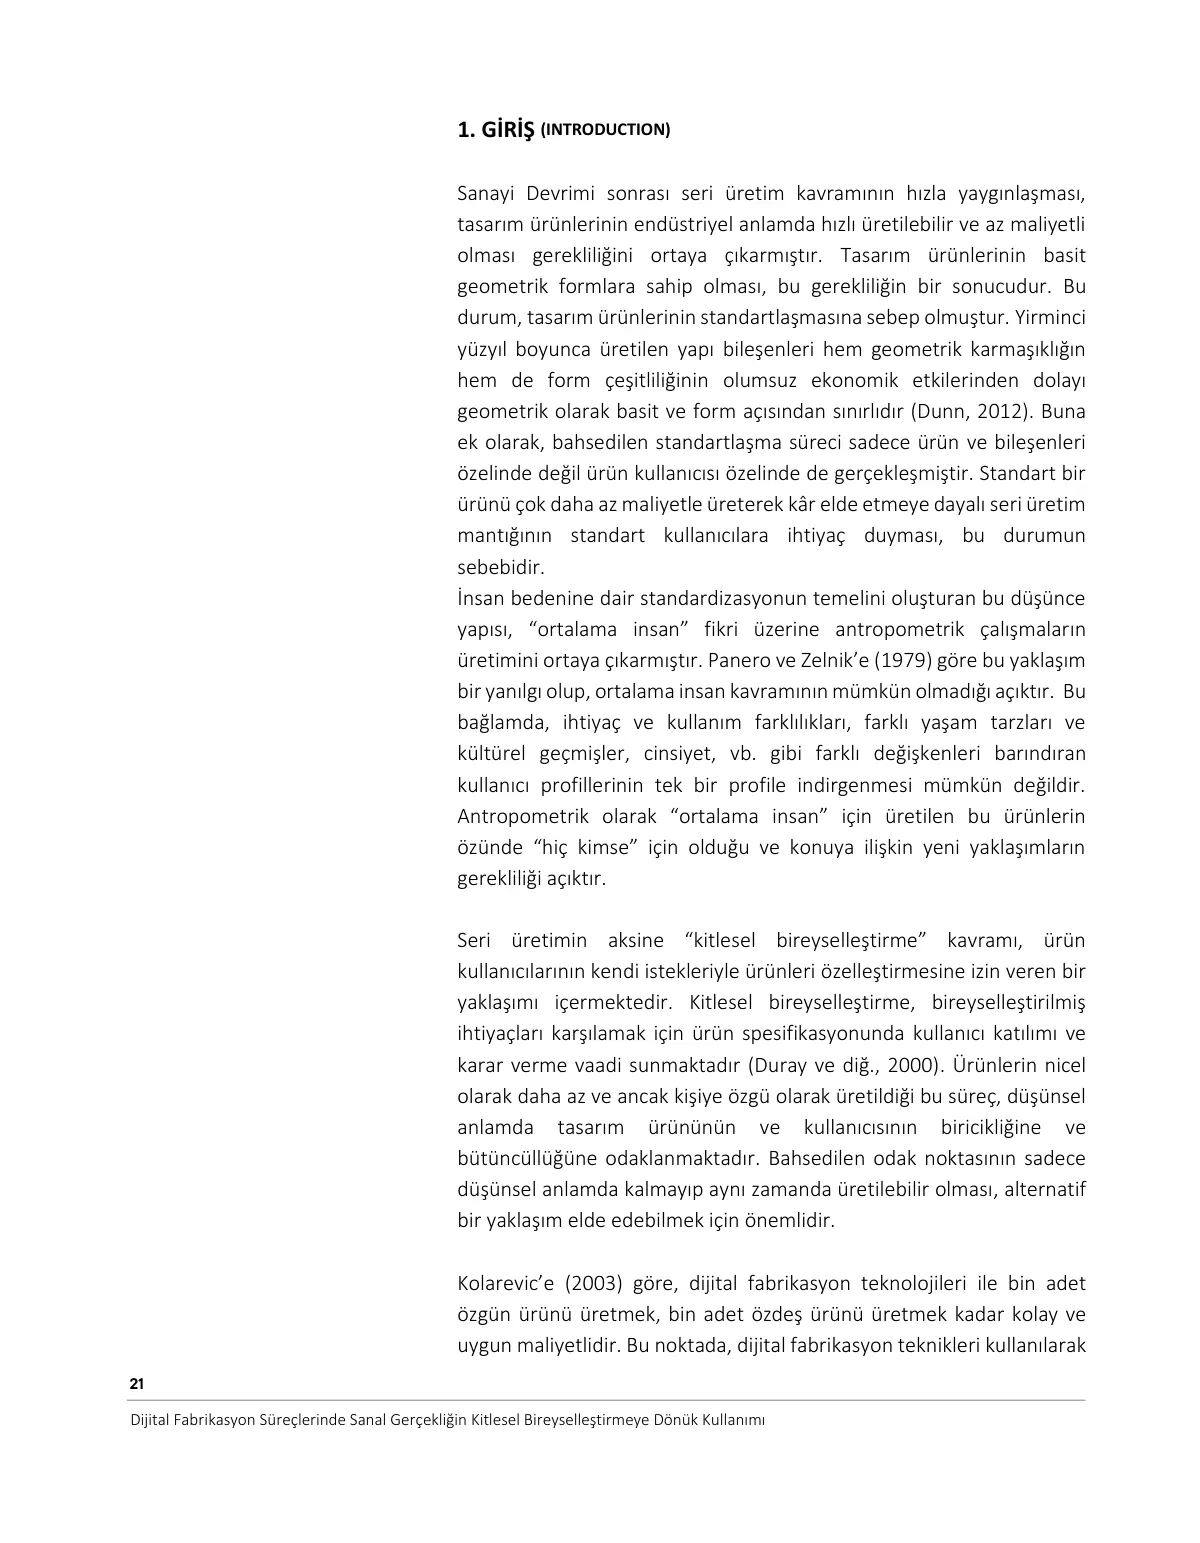 1. GİRİŞ (INTRODUCTION)
Sanayi Devrimi sonrası seri üretim kavramının hızla yaygınlaşması,
tasarım ürünlerinin endüstriyel anlamda hızlı üretilebilir ve az maliyetli
olması gerekliliğini ortaya çıkarmıştır. Tasarım ürünlerinin basit
geometrik formlara sahip olması, bu gerekliliğin bir sonucudur. Bu
durum, tasarım ürünlerinin standartlaşmasına sebep olmuştur. Yirminci
yüzyıl boyunca üretilen yapı bileşenleri hem geometrik karmaşıklığın
hem de form çeşitliliğinin olumsuz ekonomik etkilerinden dolayı
geometrik olarak basit ve form açısından sınırlıdır (Dunn, 2012). Buna
ek olarak, bahsedilen standartlaşma süreci sadece ürün ve bileşenleri
özelinde değil ürün kullanıcısı özelinde de gerçekleşmiştir. Standart bir
ürünü çok daha az maliyetle üreterek kâr elde etmeye dayalı seri üretim
mantığının standart kullanıcılara ihtiyaç duyması, bu durumun
sebebidir.
İnsan bedenine dair standardizasyonun temelini oluşturan bu düşünce
yapısı, “ortalama insan” fikri üzerine antropometrik çalışmaların
üretimini ortaya çıkarmıştır. Panero ve Zelnik’e (1979) göre bu yaklaşım
bir yanılgı olup, ortalama insan kavramının mümkün olmadığı açıktır. Bu
bağlamda, ihtiyaç ve kullanım farklılıkları, farklı yaşam tarzları ve
kültürel geçmişler, cinsiyet, vb. gibi farklı değişkenleri barındıran
kullanıcı profillerinin tek bir profile indirgenmesi mümkün değildir.
Antropometrik olarak “ortalama insan” için üretilen bu ürünlerin
özünde “hiç kimse” için olduğu ve konuya ilişkin yeni yaklaşımların
gerekliliği açıktır.
Seri üretimin aksine “kitlesel bireyselleştirme” kavramı, ürün
kullanıcılarının kendi istekleriyle ürünleri özelleştirmesine izin veren bir
yaklaşımı içermektedir. Kitlesel bireyselleştirme, bireyselleştirilmiş
ihtiyaçları karşılamak için ürün spesifikasyonunda kullanıcı katılımı ve
karar verme vaadi sunmaktadır (Duray ve diğ., 2000). Ürünlerin nicel
olarak daha az ve ancak kişiye özgü olarak üretildiği bu süreç, düşünsel
anlamda tasarım ürününün ve kullanıcısının biricikliğine ve
bütüncüllüğüne odaklanmaktadır. Bahsedilen odak noktasının sadece
düşünsel anlamda kalmayıp aynı zamanda üretilebilir olması, alternatif
bir yaklaşım elde edebilmek için önemlidir.
Kolarevic’e (2003) göre, dijital fabrikasyon teknolojileri ile bin adet
özgün ürünü üretmek, bin adet özdeş ürünü üretmek kadar kolay ve
uygun maliyetlidir. Bu noktada, dijital fabrikasyon teknikleri kullanılarak
21
Dijital Fabrikasyon Süreçlerinde Sanal Gerçekliğin Kitlesel Bireyselleştirmeye Dönük Kullanımı